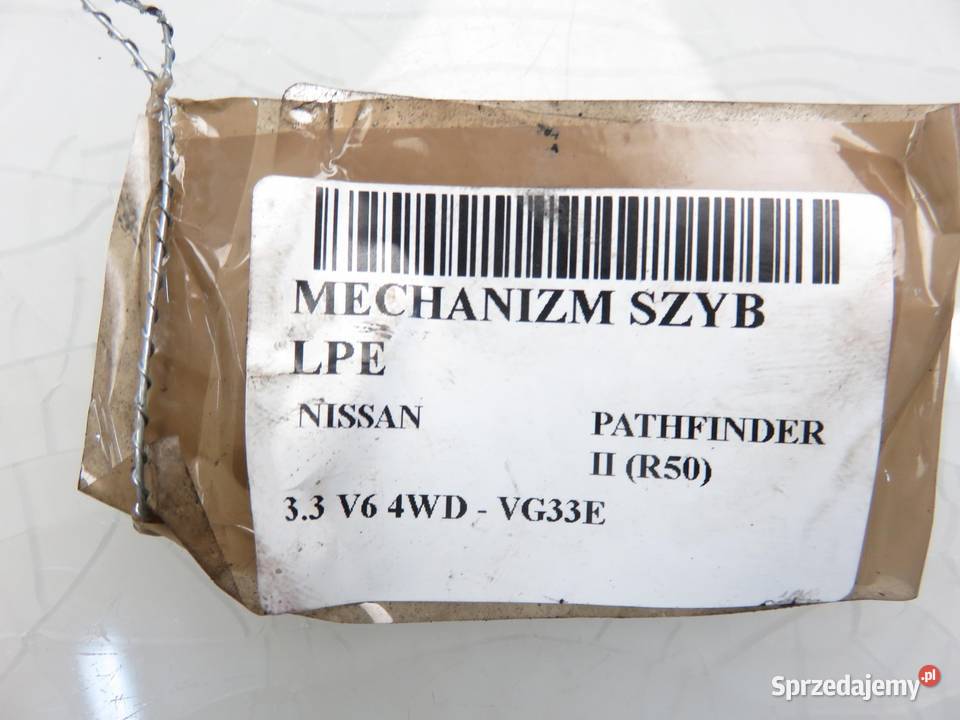 MECHANIZM SZYB
LPE
NISSAN PATHFINDER
II (R50)
3.3 V6 4WD - VG33E
Sprzedajemy.pl